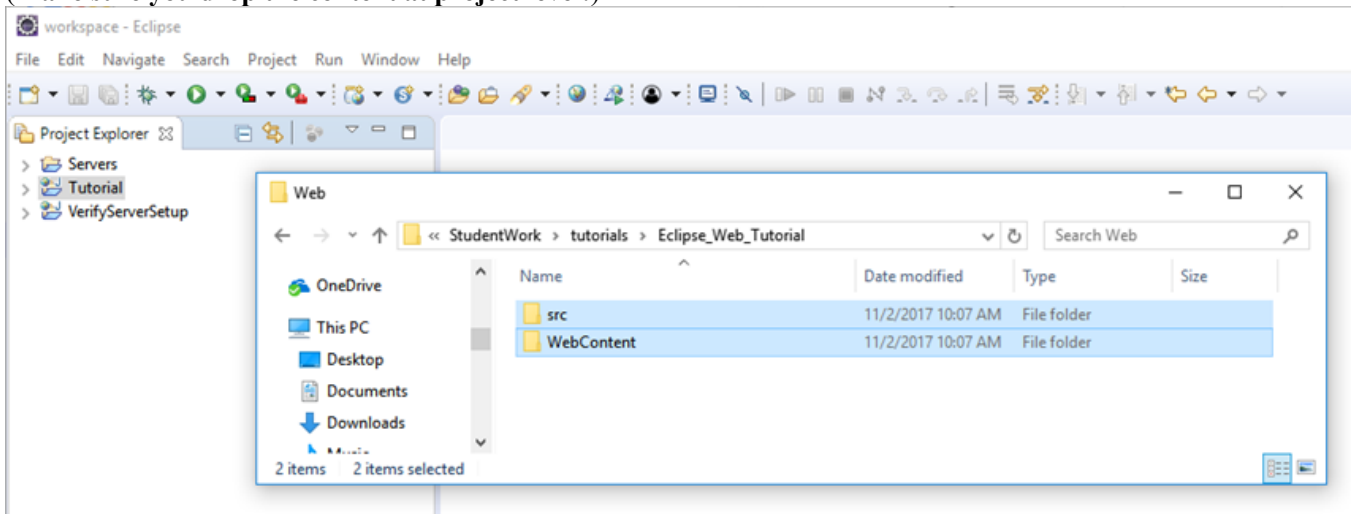 workspace - Eclipse
File Edit Navigate Search Project Run Window Help
Project Explorer
Servers
Tutorial
VerifyServerSetup
Web
« StudentWork > tutorials > Eclipse_Web_Tutorial
Search Web
Name Date modified Type Size
OneDrive
This PC
Desktop
Documents
Downloads
src 11/2/2017 10:07 AM File folder
WebContent 11/2/2017 10:07 AM File folder
2 items 2 items selected